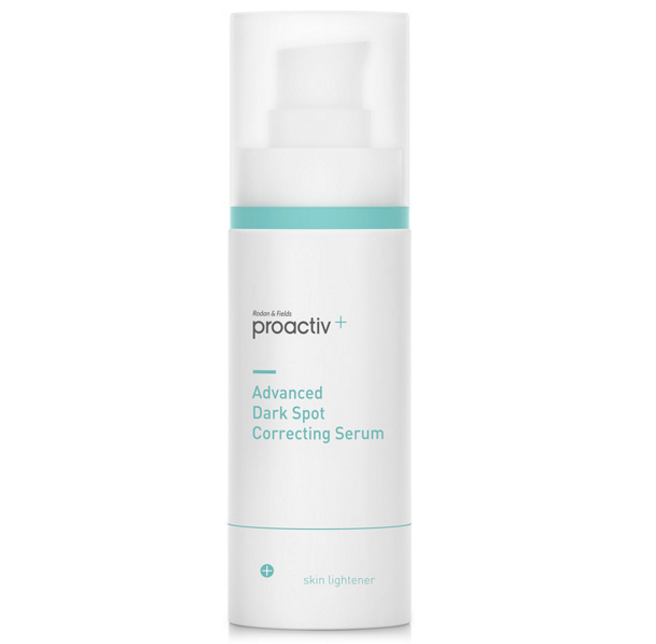 Rodan & Fields
proactiv+
Advanced
Dark Spot
Correcting Serum
skin lightener